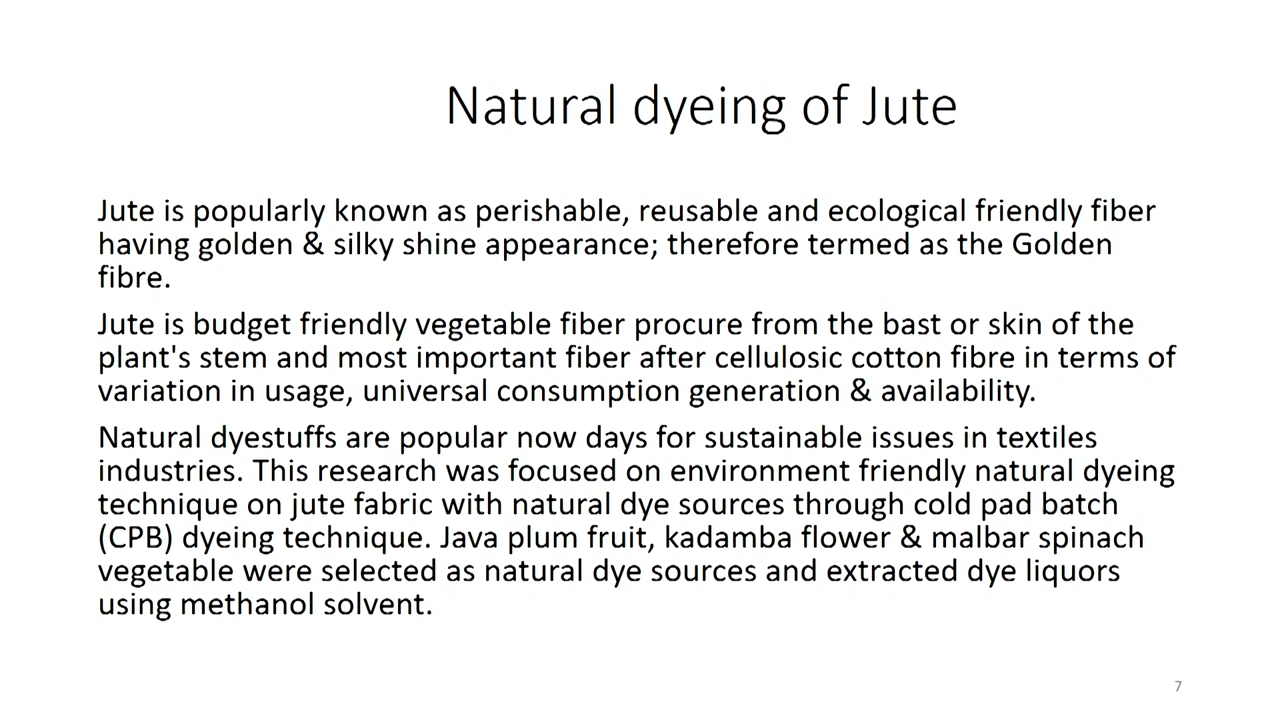 Natural dyeing of Jute
Jute is popularly known as perishable, reusable and ecological friendly fiber
having golden & silky shine appearance; therefore termed as the Golden
fibre.
Jute is budget friendly vegetable fiber procure from the bast or skin of the
plant's stem and most important fiber after cellulosic cotton fibre in terms of
variation in usage, universal consumption generation & availability.
Natural dyestuffs are popular now days for sustainable issues in textiles
industries. This research was focused on environment friendly natural dyeing
technique on jute fabric with natural dye sources through cold pad batch
(CPB) dyeing technique. Java plum fruit, kadamba flower & malbar spinach
vegetable were selected as natural dye sources and extracted dye liquors
using methanol solvent.
7